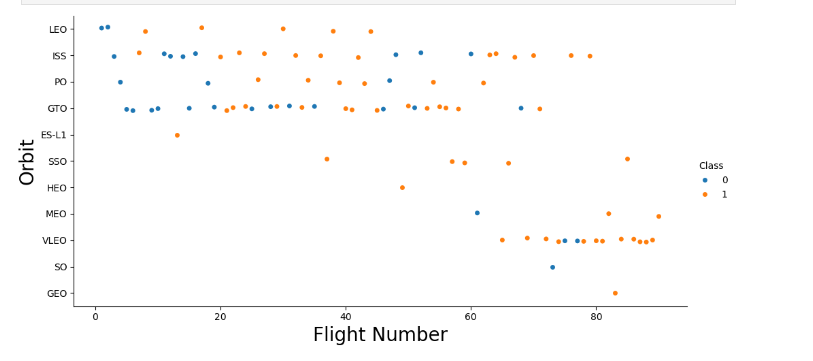 LEO
ISS
PO
GTO
ES-L1
SSO
HEO
MEO
VLEO
SO
GEO
Orbit
0 20 40 60 80
Flight Number
Class
0
1